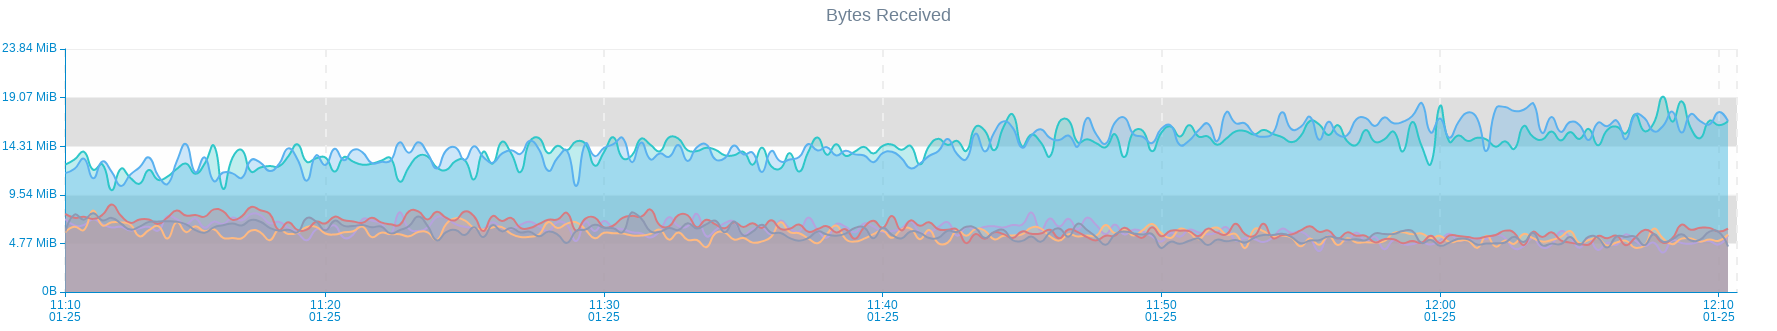 Bytes Received
23.84 MiB
19.07 MiB
14.31 MiB
9.54 MiB
4.77 MiB
0B
11:10 11:20 11:30 11:40 11:50 12:00 12:10
01-25 01-25 01-25 01-25 01-25 01-25 01-25